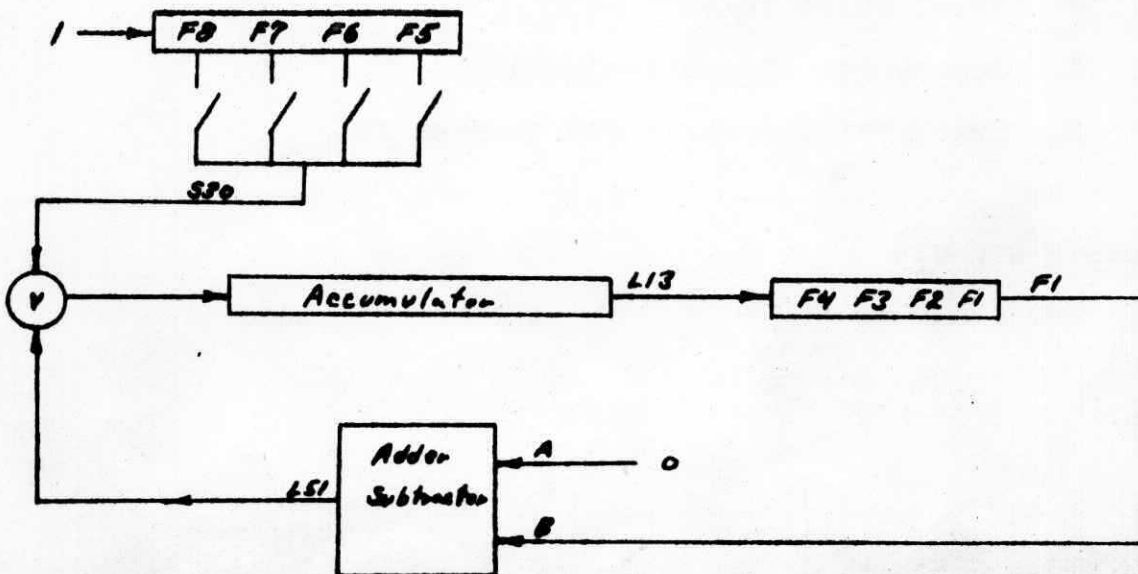 1
F8 F7 F6 F5
S30
V
Accumulator
L13
F4 F3 F2 F1
F1
Adder
Subtractor
A
0
L51
B